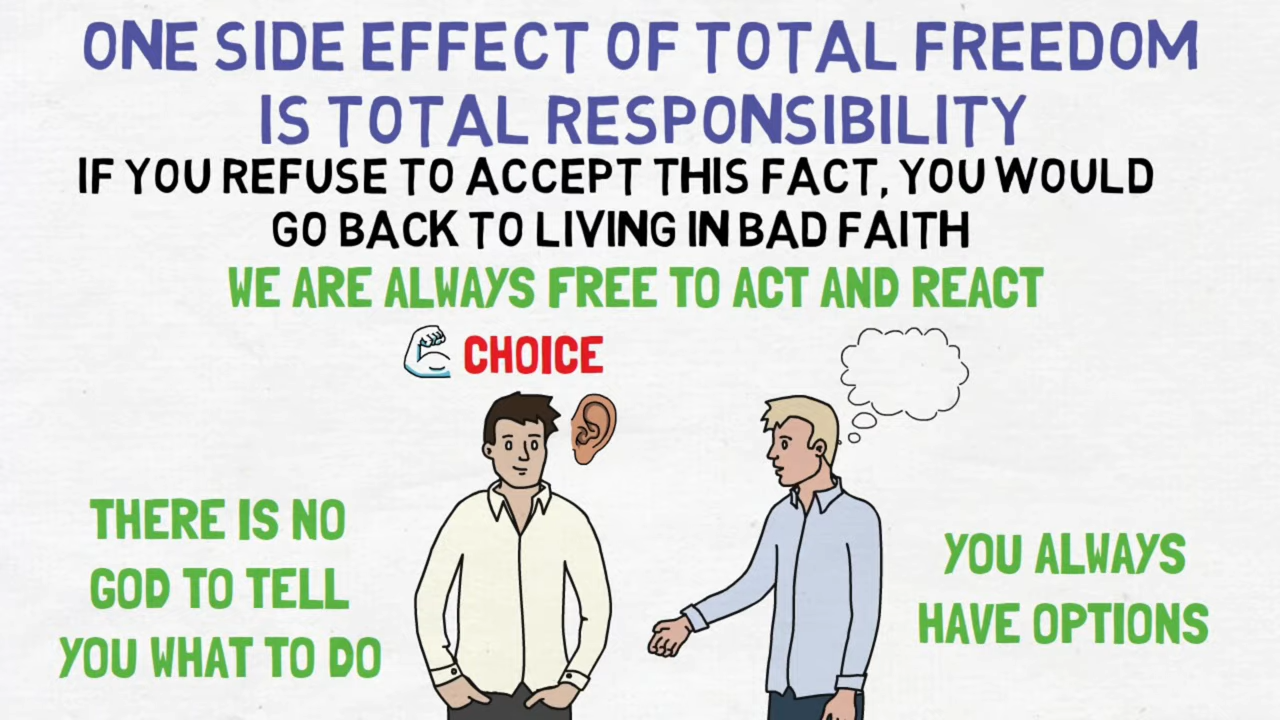 ONE SIDE EFFECT OF TOTAL FREEDOM
IS TOTAL RESPONSIBILITY
IF YOU REFUSE TO ACCEPT THIS FACT, YOU WOULD
GO BACK TO LIVING IN BAD FAITH
WE ARE ALWAYS FREE TO ACT AND REACT
CHOICE
THERE IS NO
GOD TO TELL
YOU WHAT TO DO
YOU ALWAYS
HAVE OPTIONS